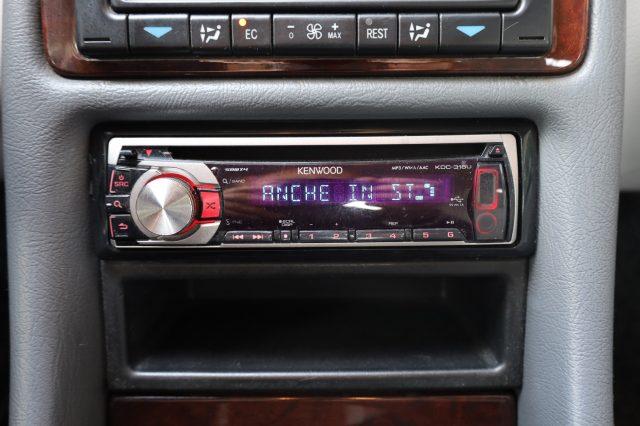 EC
- 0
+ MAX
REST
MP3/WMA/AAC
KDC-316U
KENWOOD
SRC
ANCHE IN ST
REP
1 2 3 4 5 6